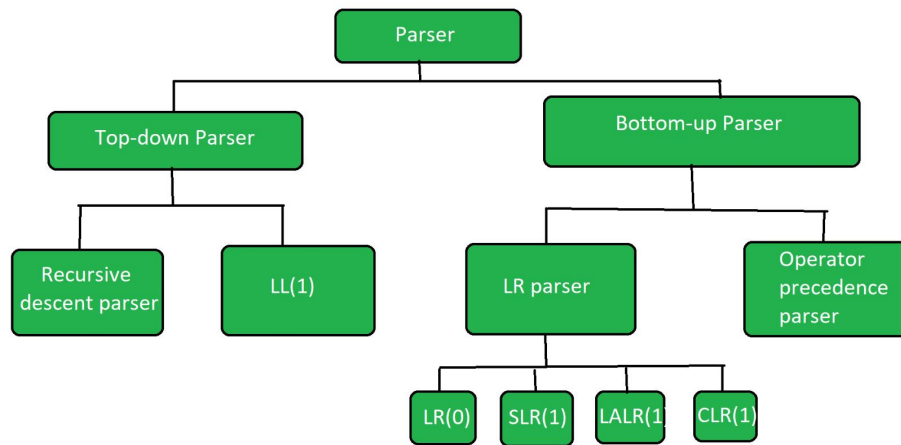 Parser
Top-down Parser
Bottom-up Parser
Recursive
descent parser
LL(1)
LR parser
Operator
precedence
parser
LR(0)
SLR(1)
LALR(1)
CLR(1)